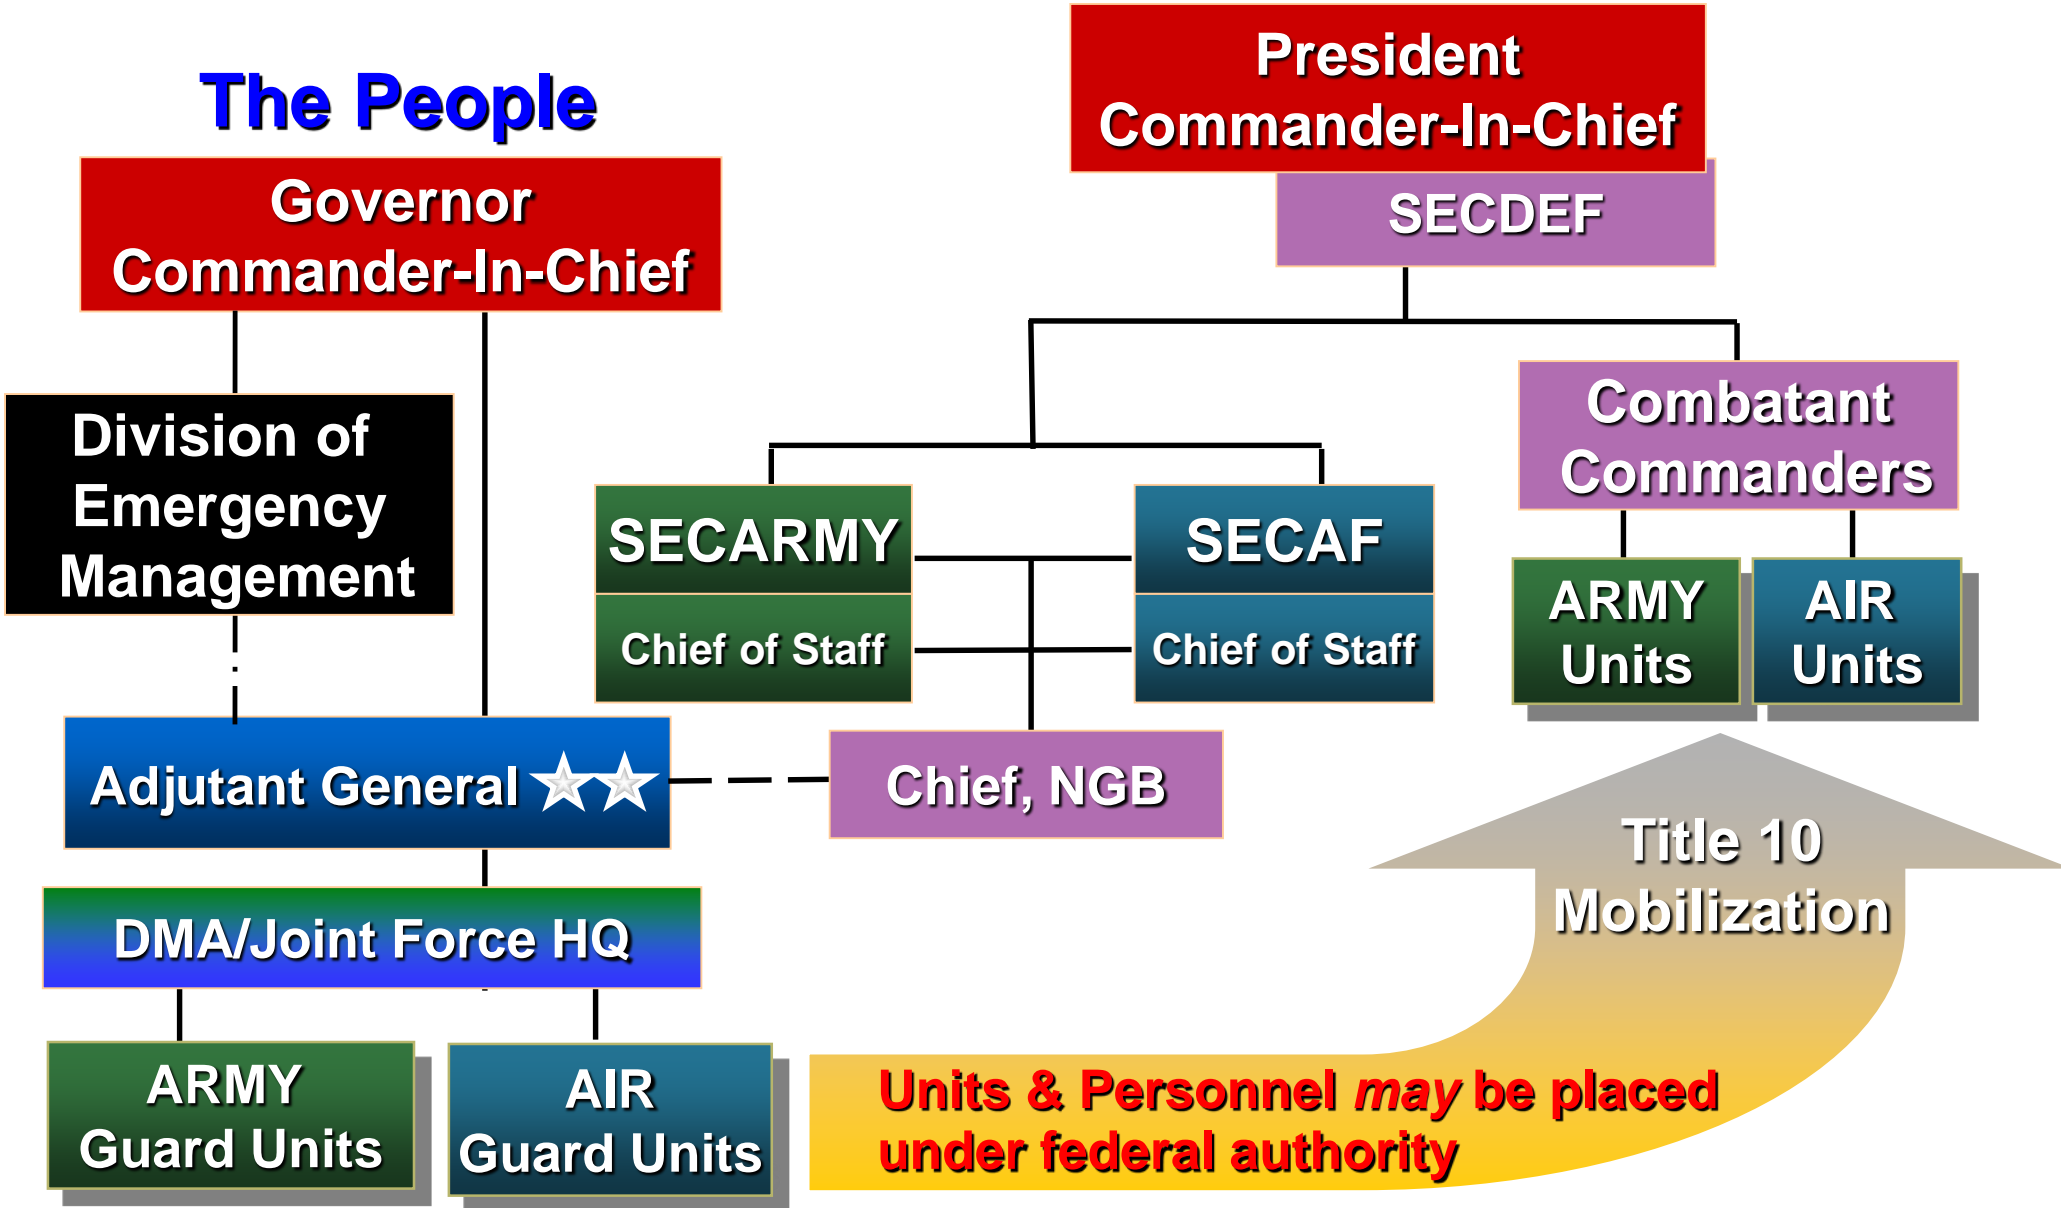 The People
Governor
Commander-In-Chief
Division of
Emergency
Management
Adjutant General
DMA/Joint Force HQ
ARMY
Guard Units
AIR
Guard Units
President
Commander-In-Chief
SECDEF
SECARMY
Chief of Staff
SECAF
Chief of Staff
Chief, NGB
Combatant
Commanders
ARMY
Units
AIR
Units
Title 10
Mobilization
Units & Personnel may be placed
under federal authority